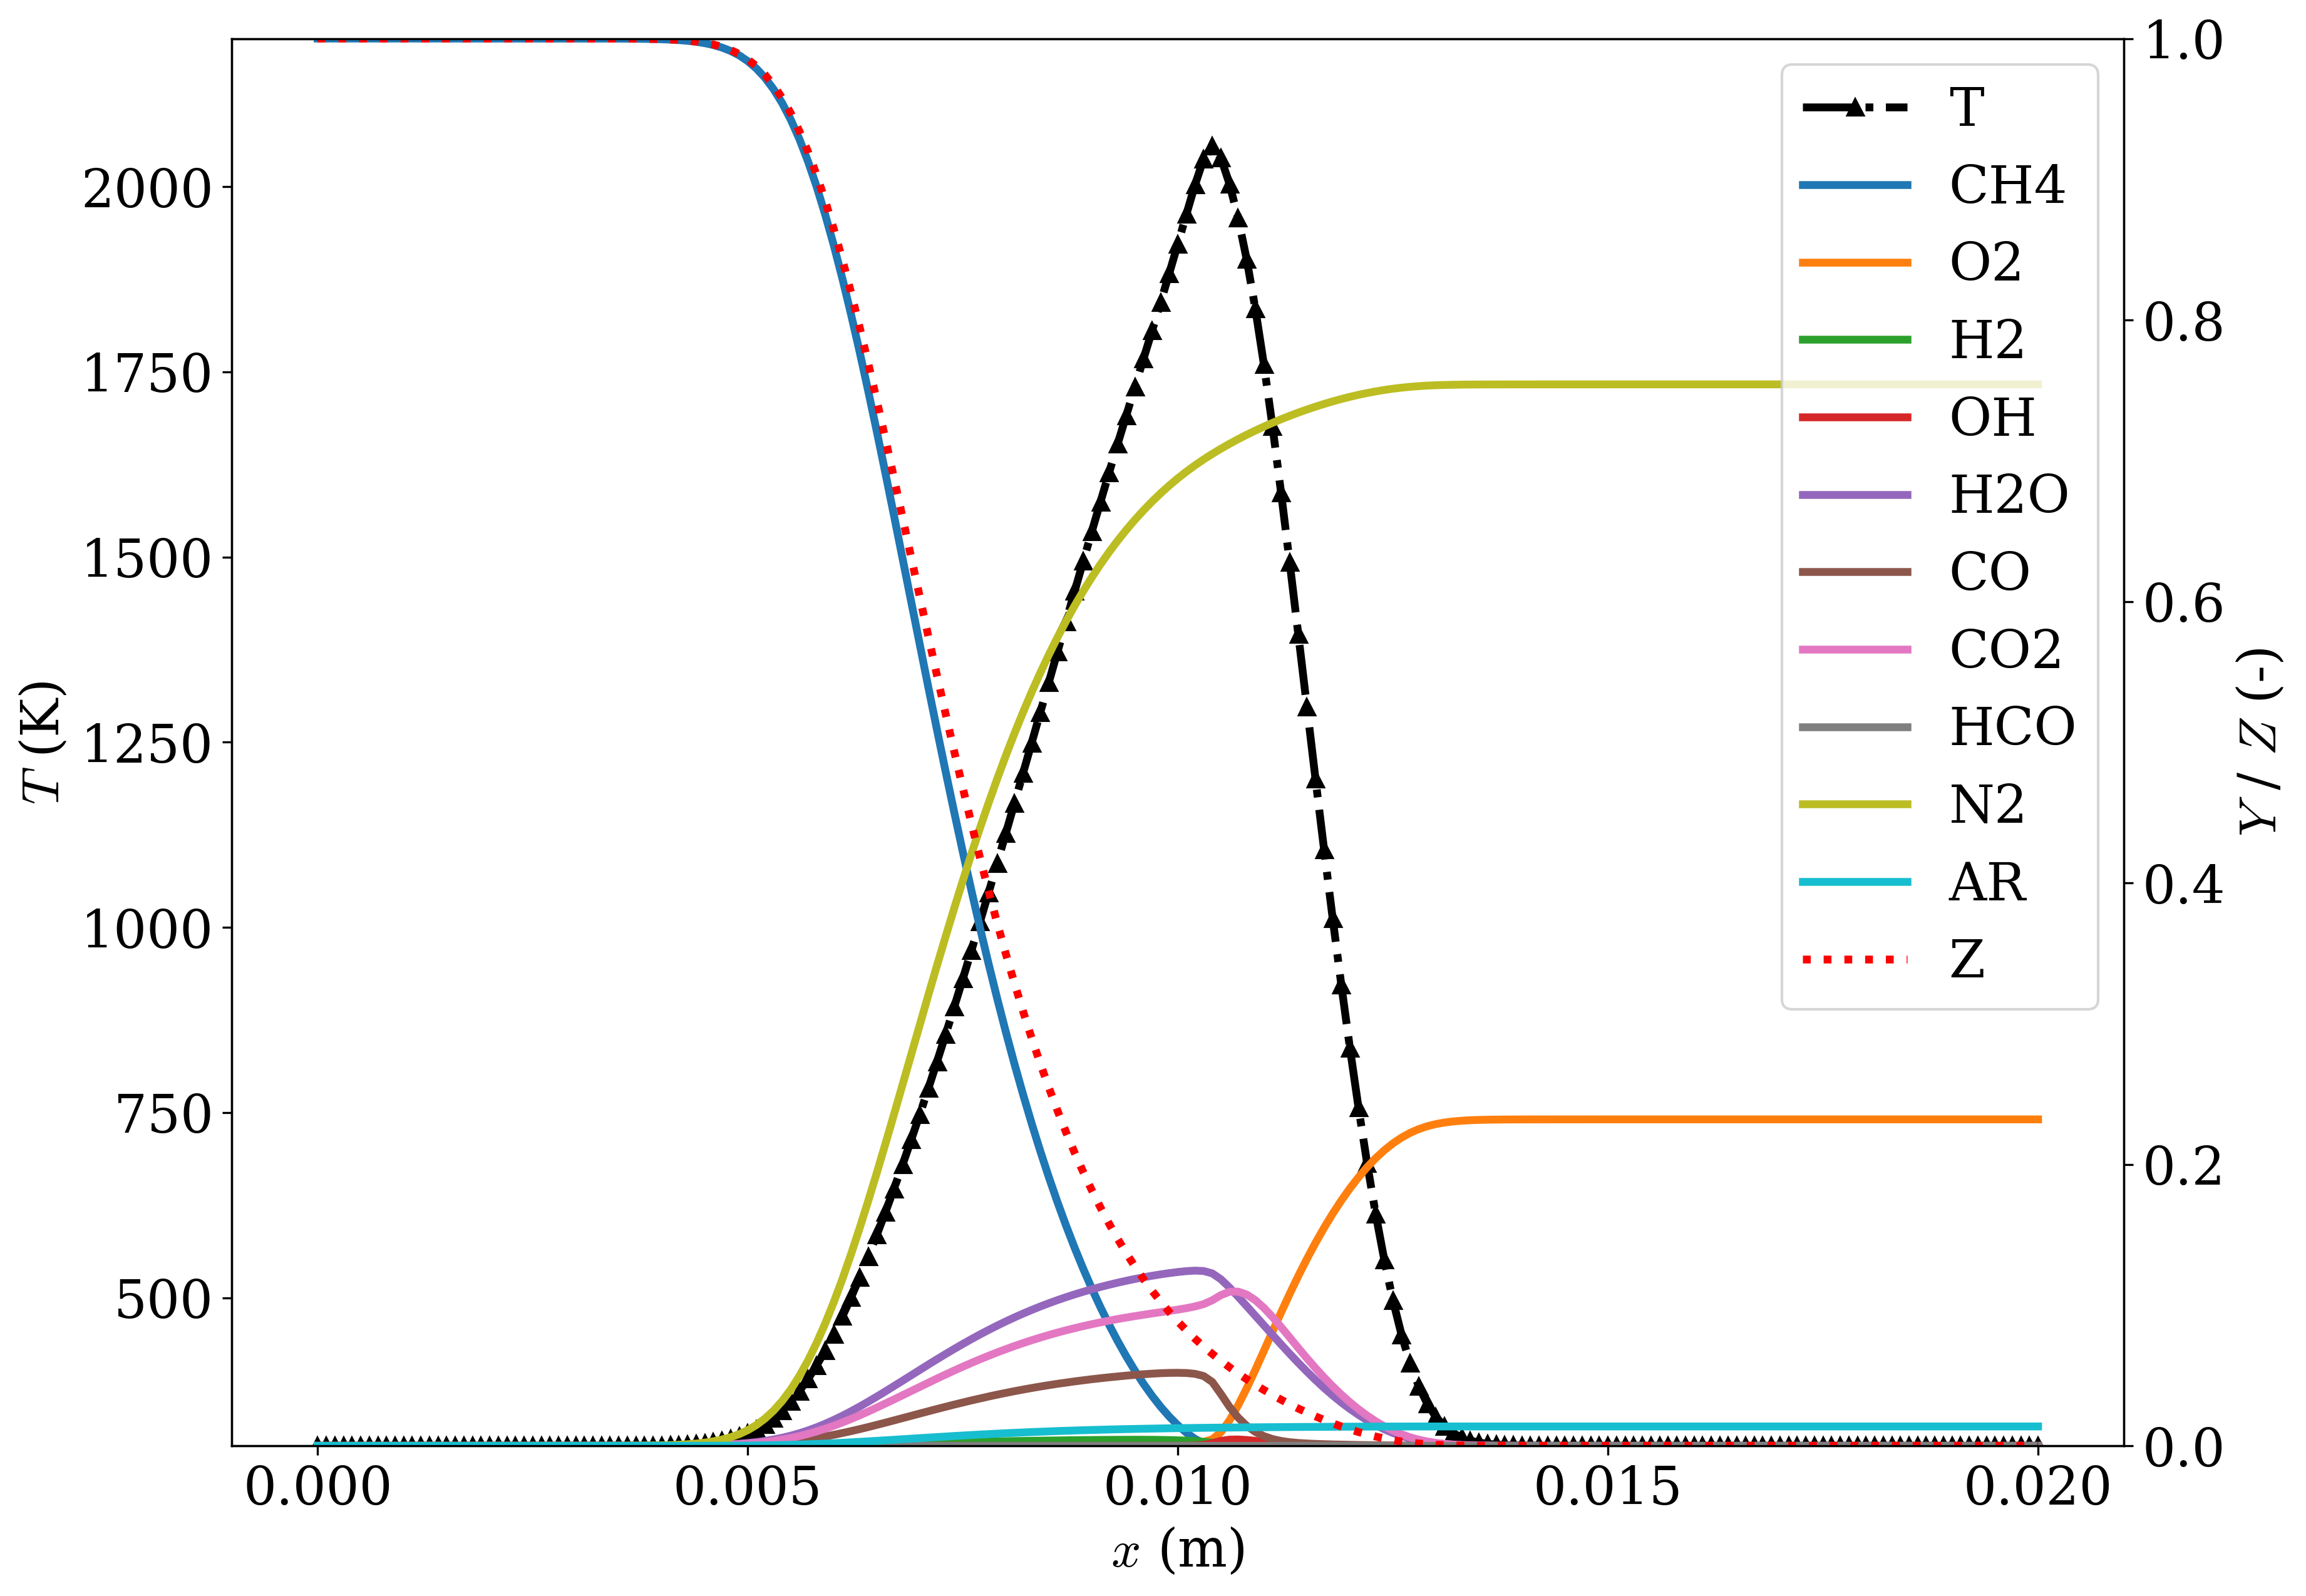 1.0
T
CH4
O2
H2
OH
H2O
CO
CO2
HCO
N2
AR
Z
2000
1750
1500
1250
1000
750
500
T (K)
0.8
0.6
0.4
0.2
0.0
Y / Z (-)
0.000 0.005 0.010 0.015 0.020
x (m)